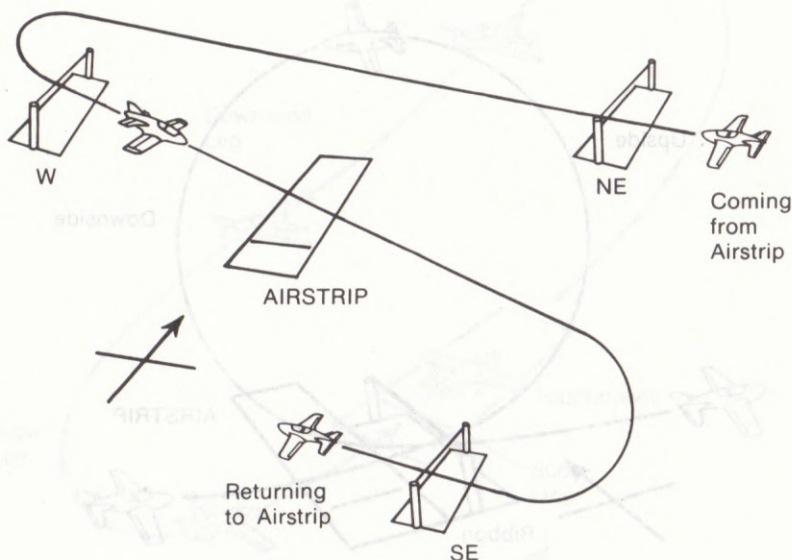 W
NE
Coming
from
Airstrip
AIRSTRIP
Returning
to Airstrip
SE